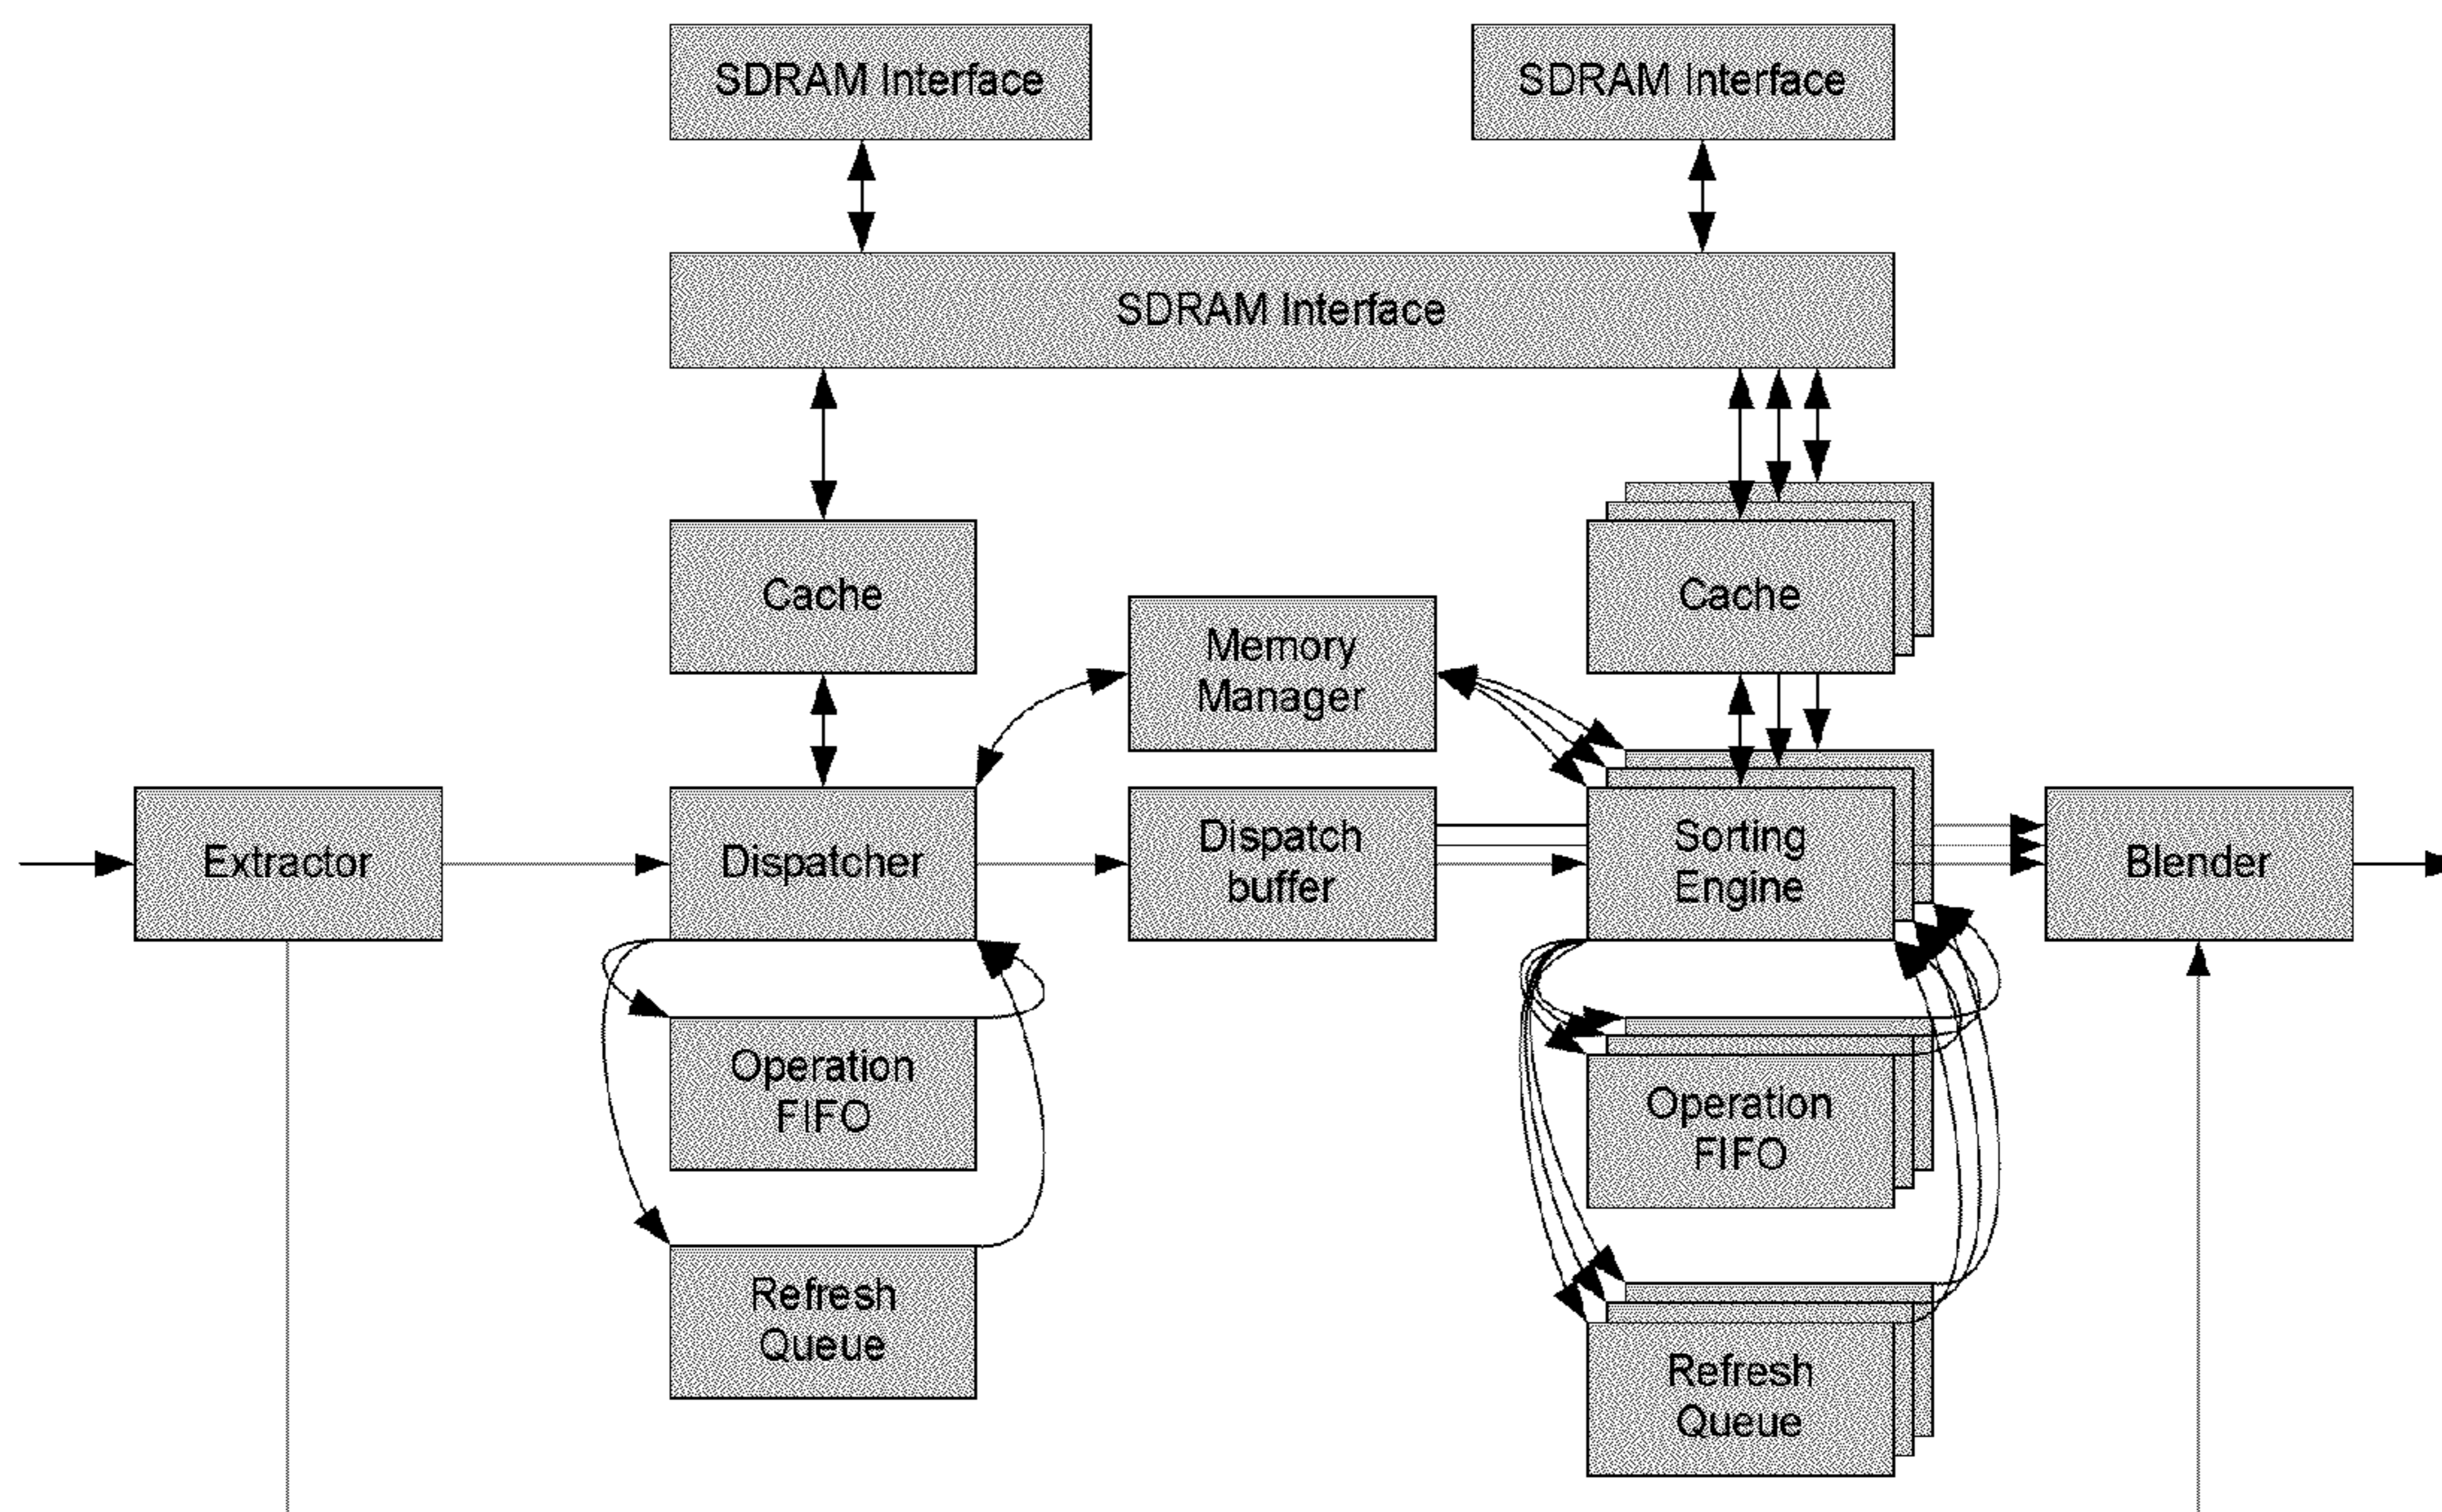 SDRAM Interface
SDRAM Interface
SDRAM Interface
Cache
Cache
Memory
Manager
Extractor
Dispatcher
Dispatch
buffer
Sorting
Engine
Blender
Operation
FIFO
Operation
FIFO
Refresh
Queue
Refresh
Queue